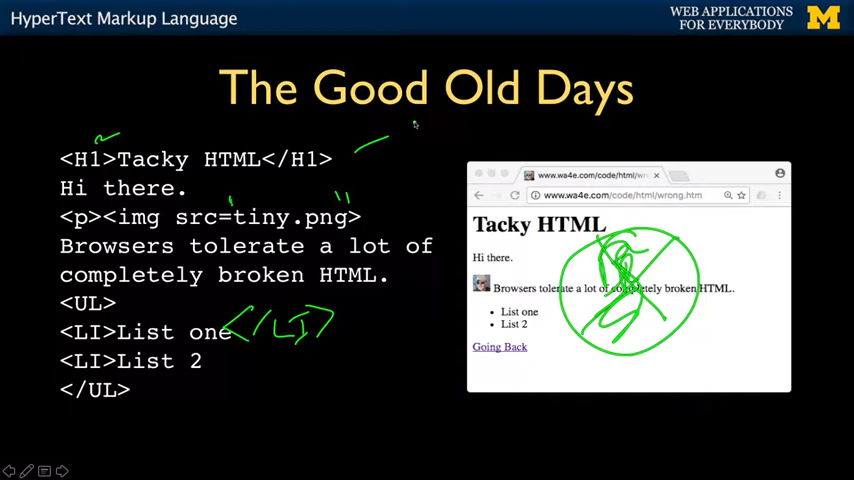 HyperText Markup Language
WEB APPLICATIONS
FOR EVERYBODY
M
The Good Old Days
<H1>Tacky HTML</H1>
Hi there.
<p><img src=tiny.png>
Browsers tolerate a lot of
completely broken HTML.
<UL>
<LI>List one</LI>
<LI>List 2
</UL>
www.wa4e.com/code/html/wr
www.wa4e.com/code/html/wrong.htm
Tacky HTML
Hi there.
Browsers tolerate a lot of completely broken HTML.
List one
List 2
Going Back